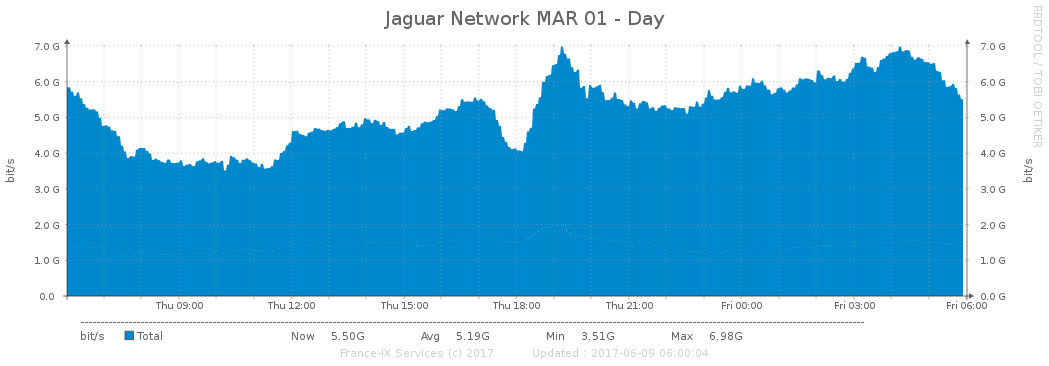 Jaguar Network MAR 01 - Day
RRDTOOL / TOBI OETIKER
bit/s
7.0 G
6.0 G
5.0 G
4.0 G
3.0 G
2.0 G
1.0 G
0.0
7.0 G
6.0 G
5.0 G
4.0 G
3.0 G
2.0 G
1.0 G
0.0 G
bit/s
Thu 09:00 Thu 12:00 Thu 15:00 Thu 18:00 Thu 21:00 Fri 00:00 Fri 03:00 Fri 06:00
bit/s Total Now 5.50G Avg 5.19G Min 3.51G Max 6.98G
France-IX Services (c) 2017 Updated : 2017-06-09 06:00:04